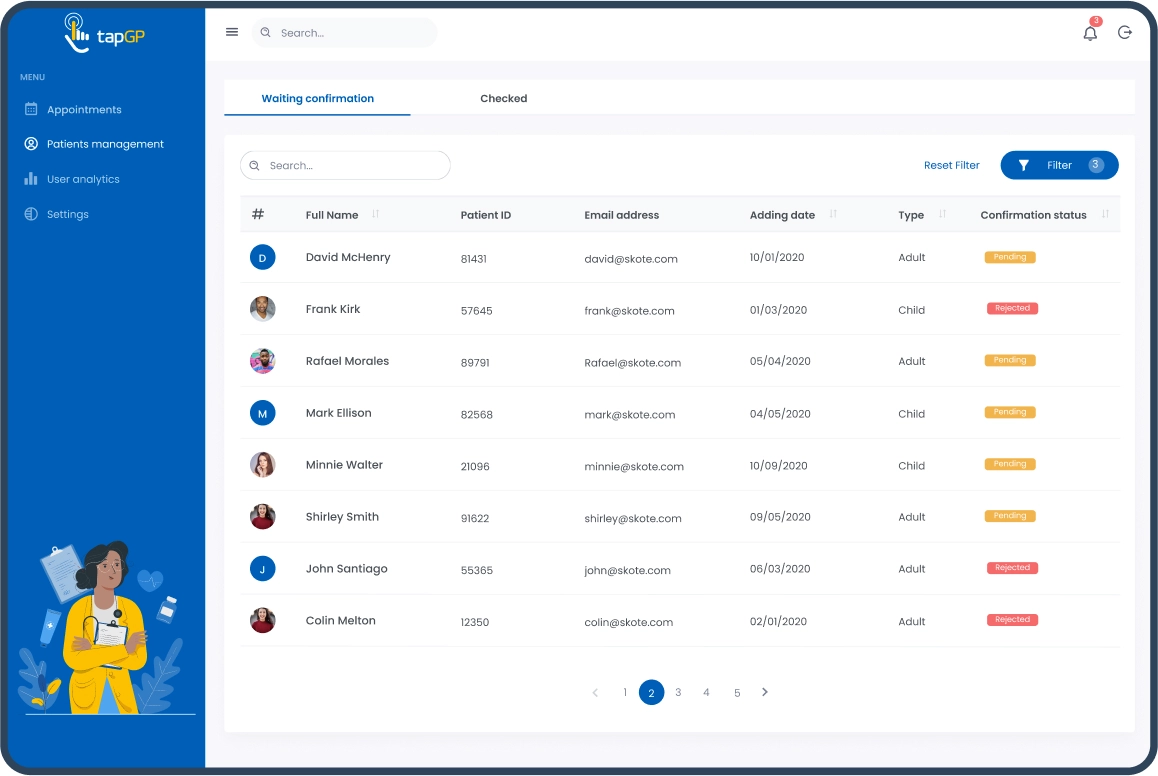 tapGP
Search...
3
MENU
Appointments
Patients management
User analytics
Settings
Waiting confirmation Checked
Search... Reset Filter Filter 3
# Full Name Patient ID Email address Adding date Type Confirmation status
D David McHenry 81431 david@skote.com 10/01/2020 Adult Pending
Frank Kirk 57645 frank@skote.com 01/03/2020 Child Rejected
Rafael Morales 89791 Rafael@skote.com 05/04/2020 Adult Pending
M Mark Ellison 82568 mark@skote.com 04/05/2020 Child Pending
Minnie Walter 21096 minnie@skote.com 10/09/2020 Child Pending
Shirley Smith 91622 shirley@skote.com 09/05/2020 Adult Pending
J John Santiago 55365 john@skote.com 06/03/2020 Adult Rejected
Colin Melton 12350 colin@skote.com 02/01/2020 Adult Rejected
1 2 3 4 5